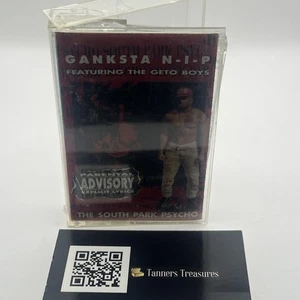 GANKSTA N-I-P
FEATURING THE GETO BOYS
PARENTAL
ADVISORY
EXPLICIT LYRICS
THE SOUTH PARK PSYCHO
Tanners Treasures